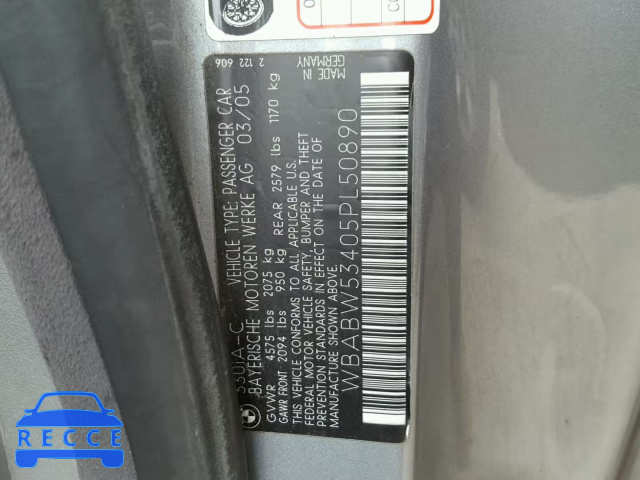 330IA-C VEHICLE TYPE: PASSENGER CAR
BAYERISCHE MOTOREN WERKE AG 03/05
GVWR 4575 lbs 2075 kg
GAWR FRONT 2094 lbs 950 kg REAR 2579 lbs 1170 kg
THIS VEHICLE CONFORMS TO ALL APPLICABLE U.S.
FEDERAL MOTOR VEHICLE SAFETY, BUMPER AND THEFT
PREVENTION STANDARDS IN EFFECT ON THE DATE OF
MANUFACTURE SHOWN ABOVE.
WBABW53405PL50890
MADE IN
GERMANY
2 122 606
BMW
RECCE